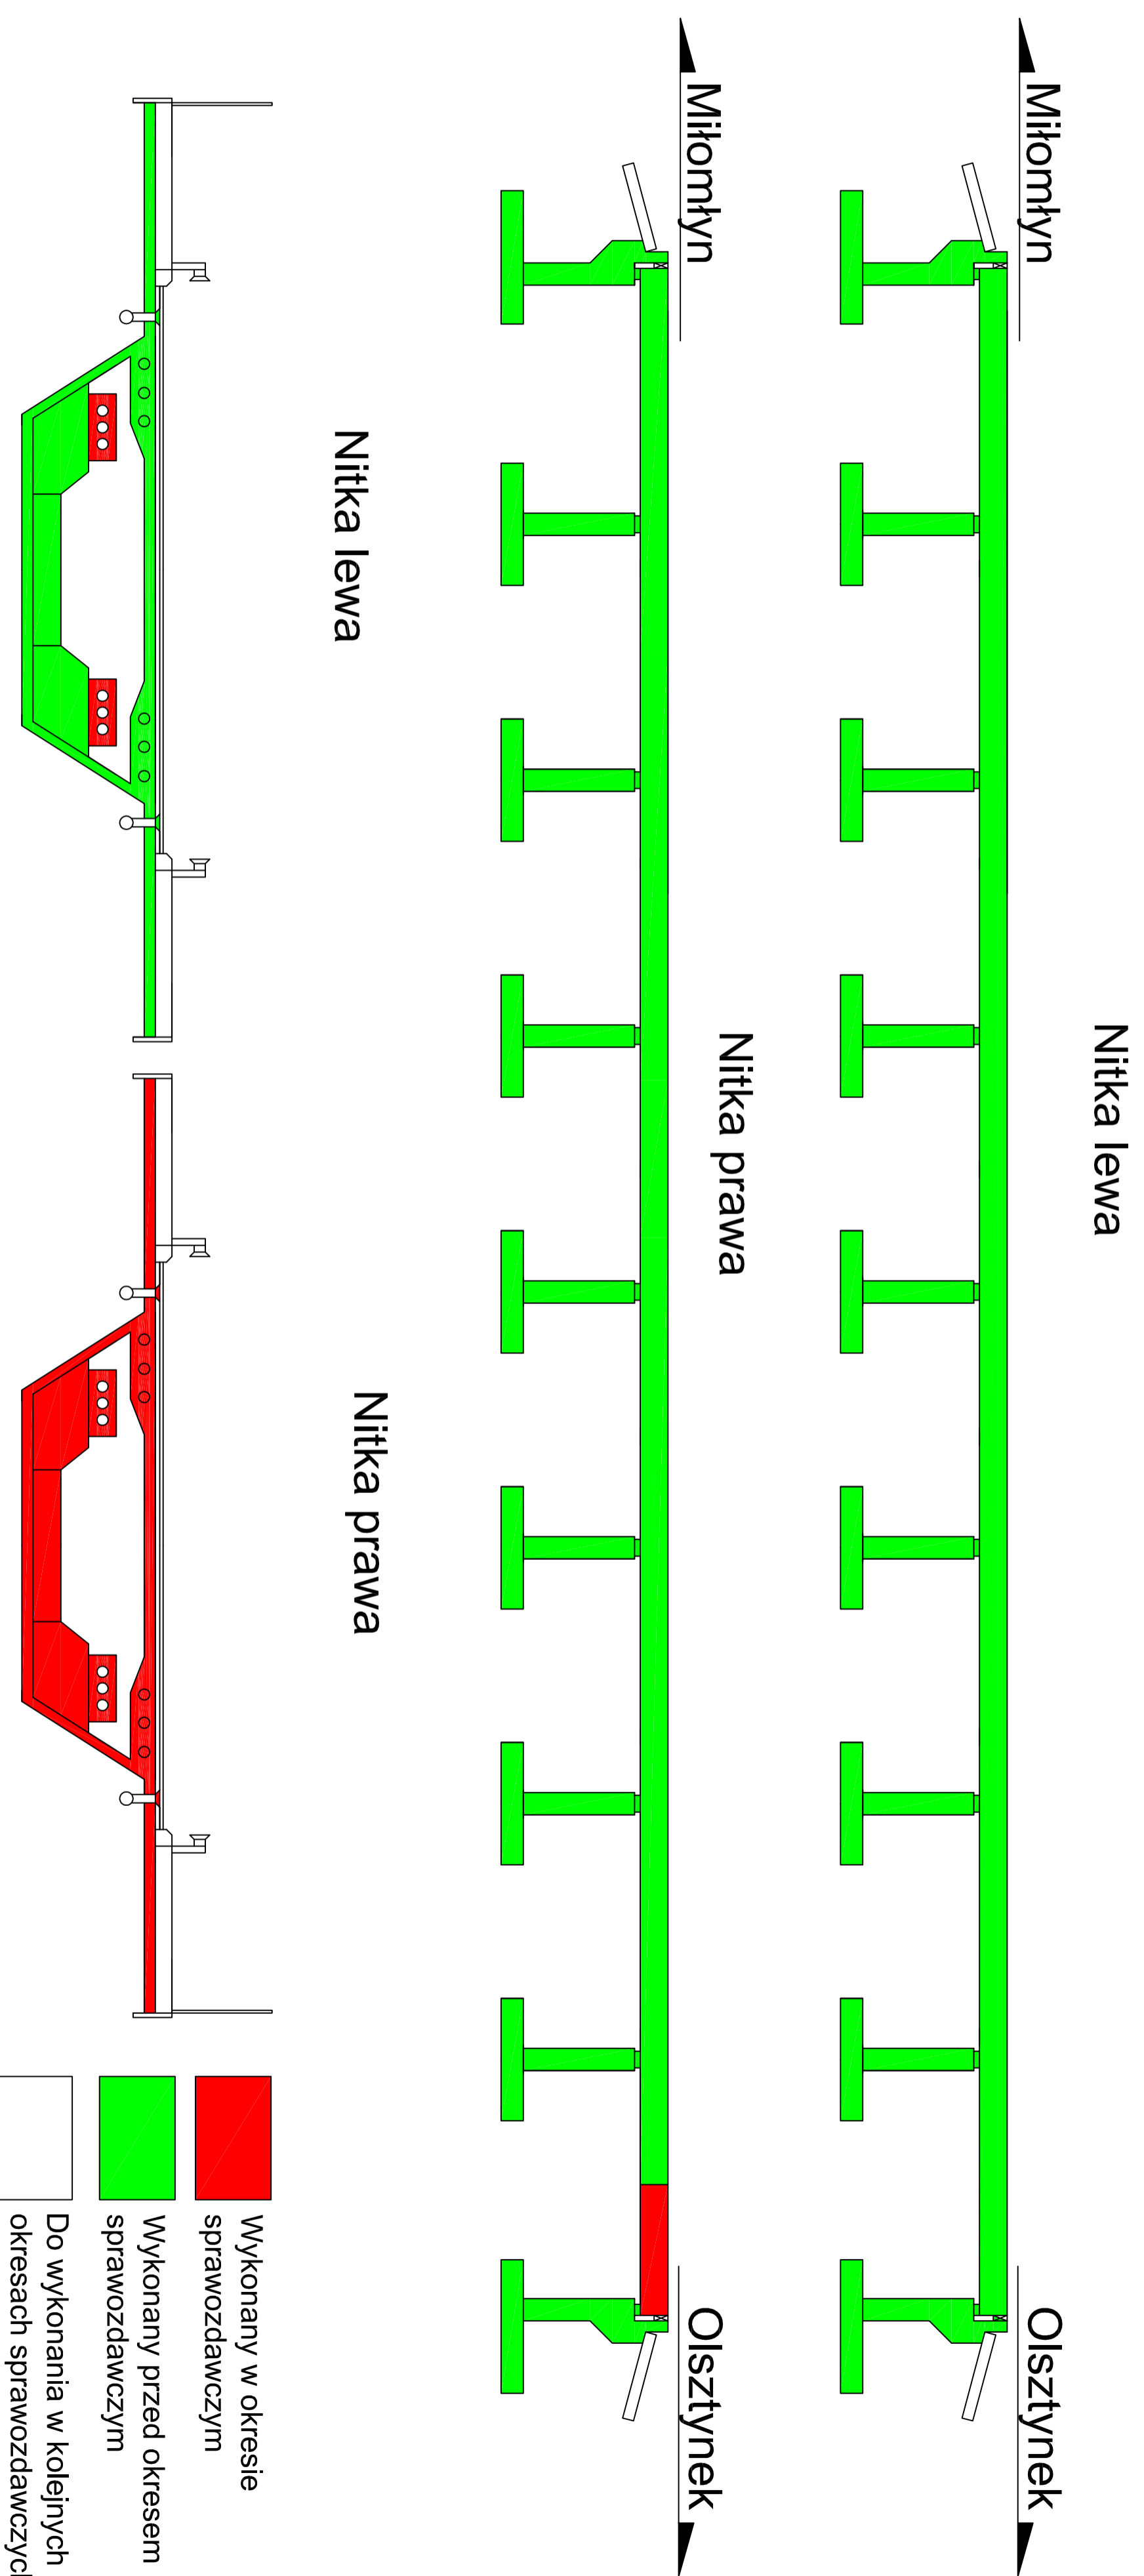 Nitka lewa
Miłomłyn
Olsztynek
Nitka prawa
Miłomłyn
Olsztynek
Nitka lewa
Nitka prawa
Wykonany w okresie
sprawozdawczym
Wykonany przed okresem
sprawozdawczym
Do wykonania w kolejnych
okresach sprawozdawczych